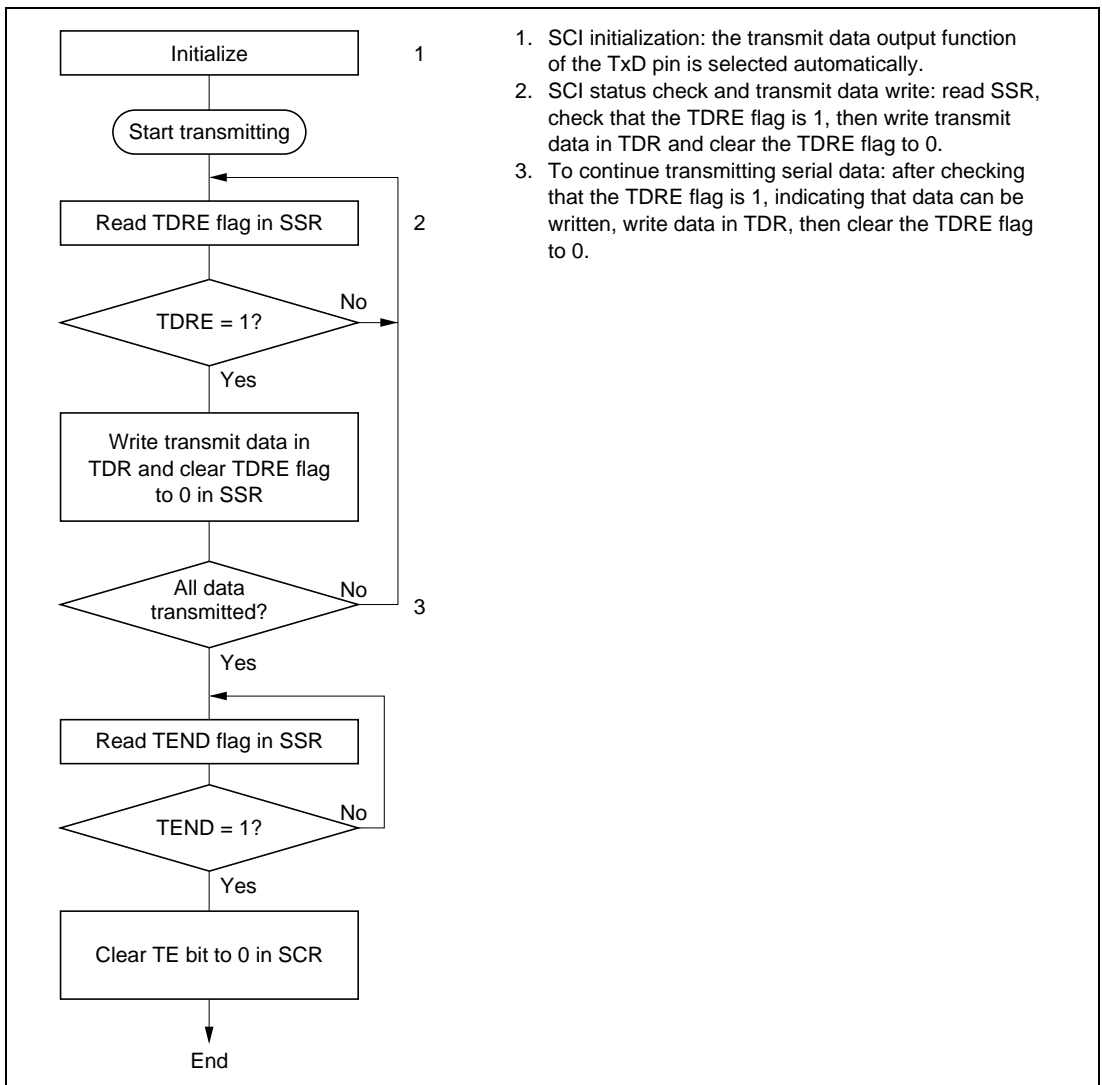 Initialize
1
Start transmitting
Read TDRE flag in SSR
2
TDRE = 1?
No
Yes
Write transmit data in
TDR and clear TDRE flag
to 0 in SSR
All data
transmitted?
No
3
Yes
Read TEND flag in SSR
TEND = 1?
No
Yes
Clear TE bit to 0 in SCR
End
1. SCI initialization: the transmit data output function
of the TxD pin is selected automatically.
2. SCI status check and transmit data write: read SSR,
check that the TDRE flag is 1, then write transmit
data in TDR and clear the TDRE flag to 0.
3. To continue transmitting serial data: after checking
that the TDRE flag is 1, indicating that data can be
written, write data in TDR, then clear the TDRE flag
to 0.